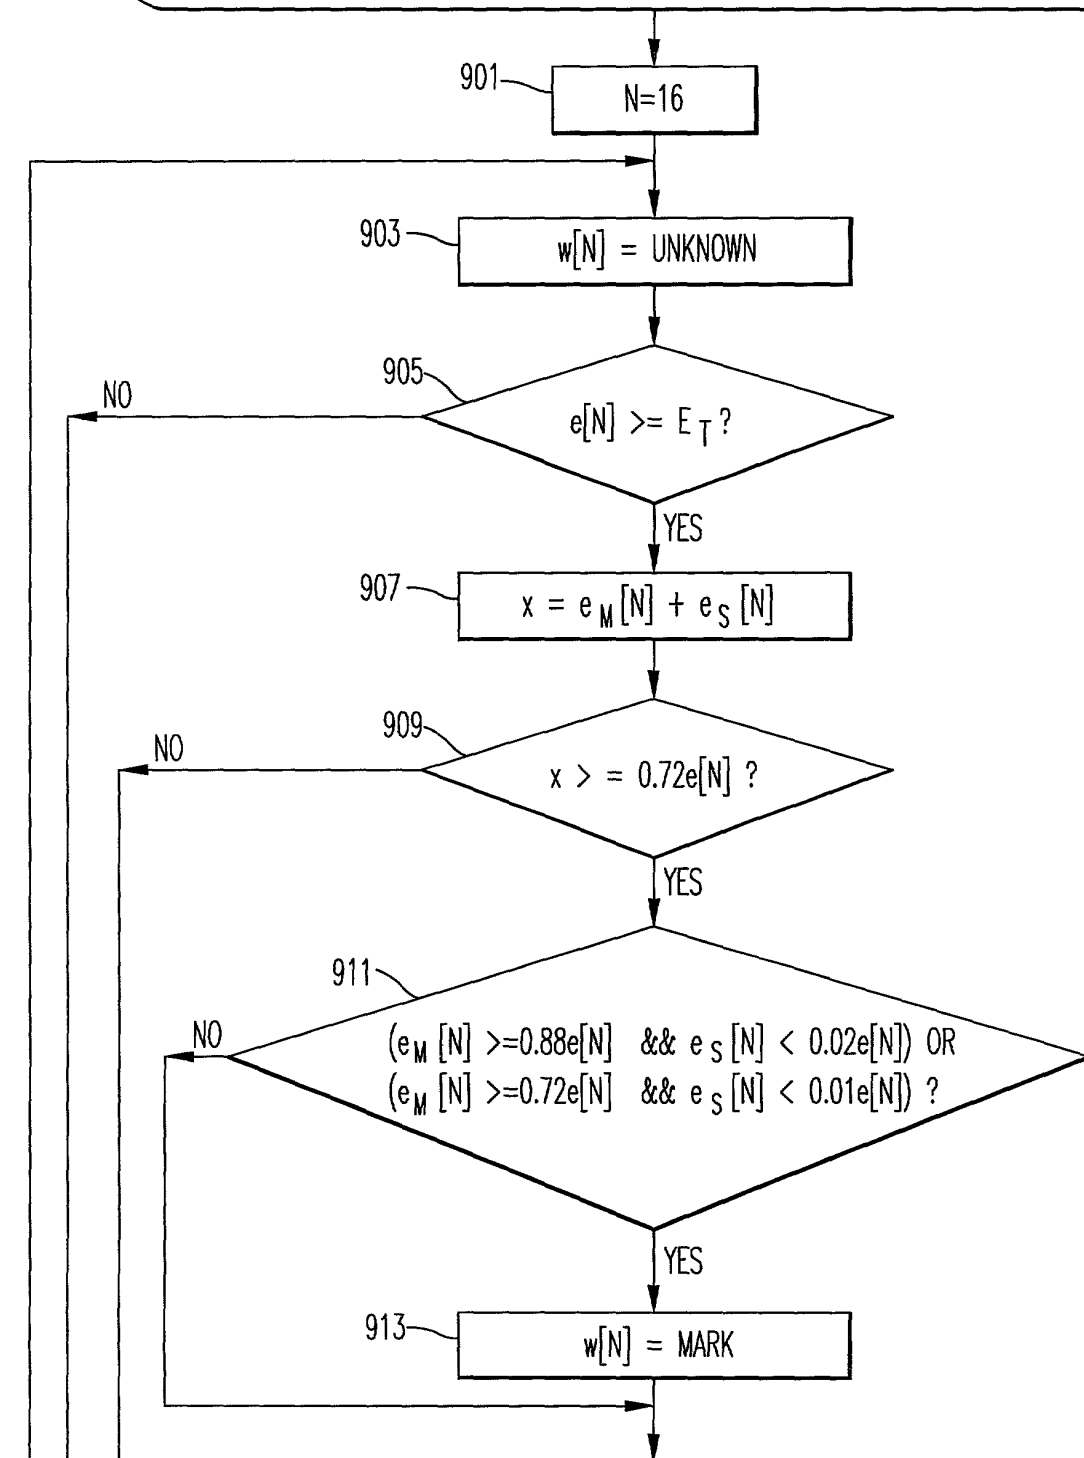 901
N=16
903
w[N] = UNKNOWN
905
NO
e[N] >= E_T?
YES
907
x = e_M[N] + e_S[N]
909
NO
x > = 0.72e[N] ?
YES
911
NO
(e_M[N] >=0.88e[N] && e_S[N] < 0.02e[N]) OR
(e_M[N] >=0.72e[N] && e_S[N] < 0.01e[N]) ?
YES
913
w[N] = MARK